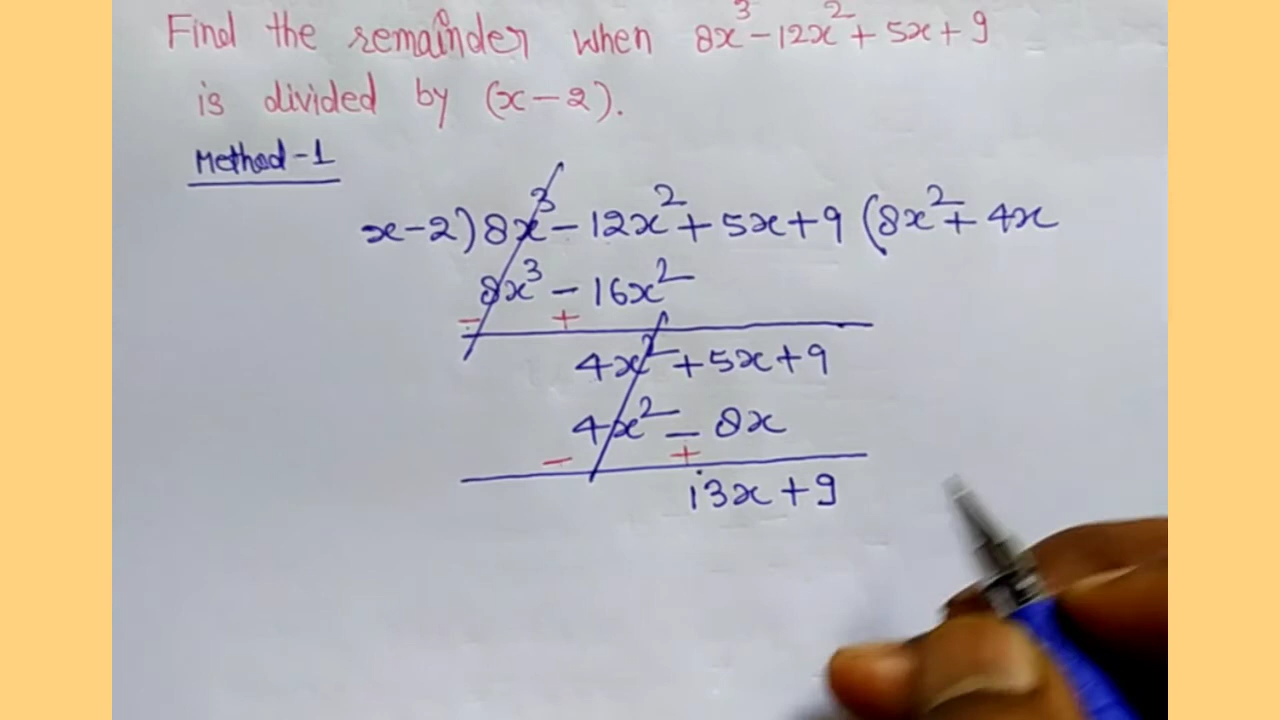 Find the remainder when 8x³ - 12x² + 5x + 9
is divided by (x - 2).
Method - 1
x - 2) 8x³ - 12x² + 5x + 9 (8x² + 4x
8x³ - 16x²
- +
4x² + 5x + 9
4x² - 8x
- +
13x + 9